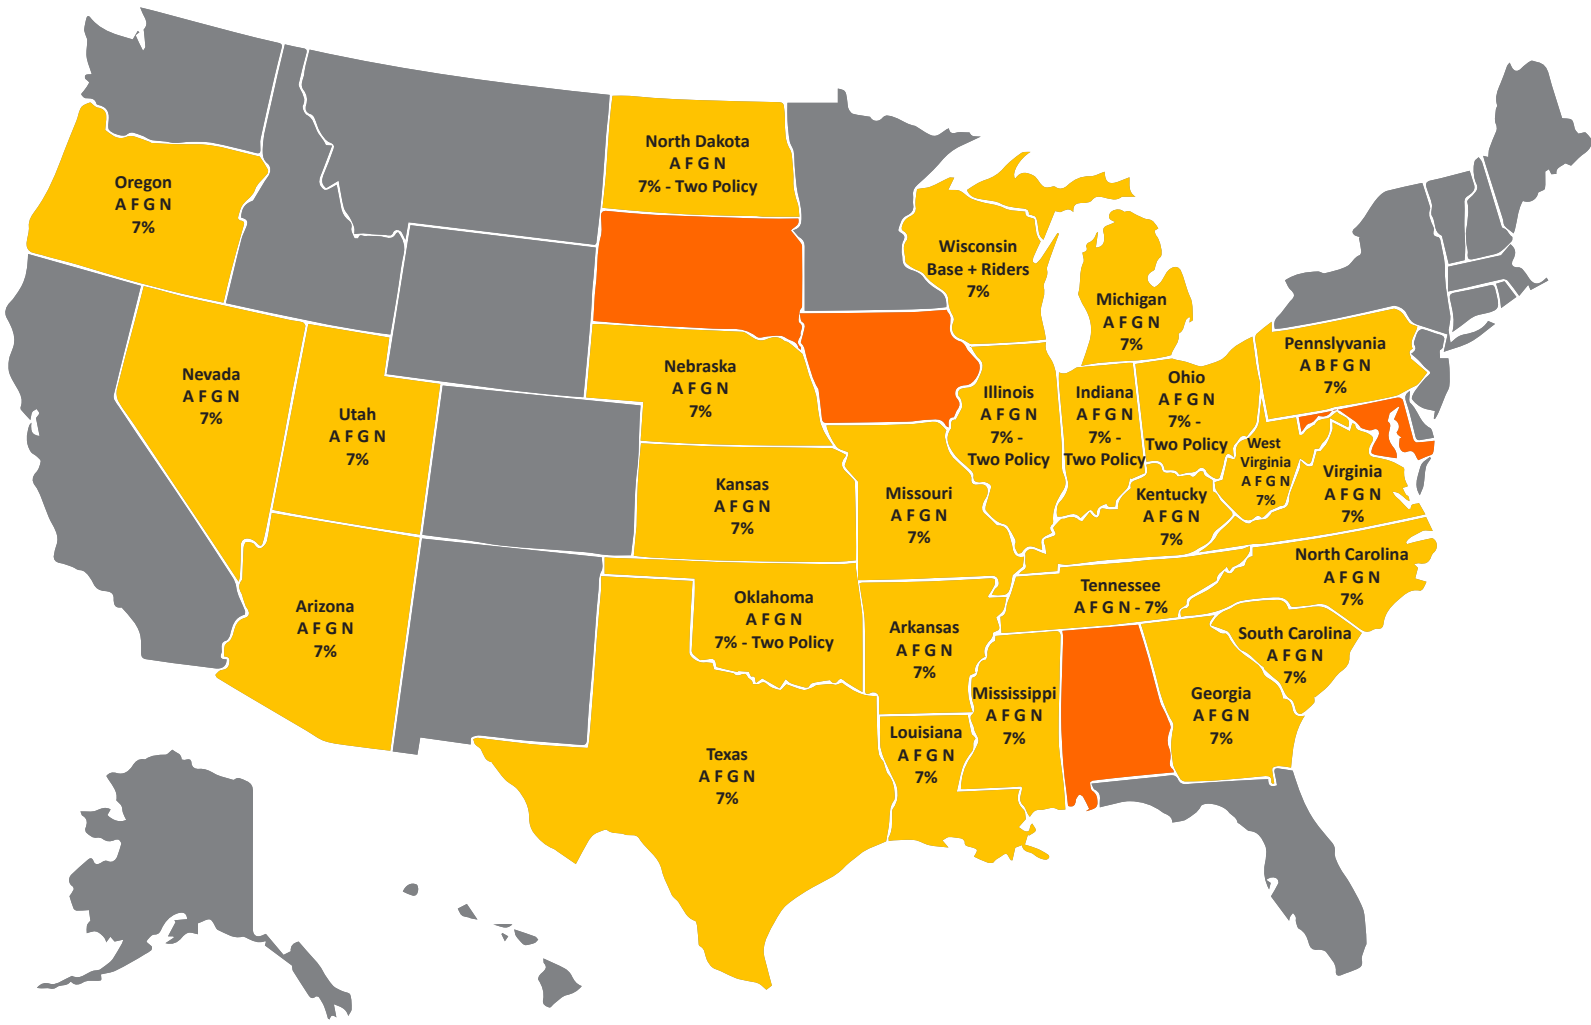 North Dakota
A F G N
7% - Two Policy
Oregon
A F G N
7%
Wisconsin
Base + Riders
7%
Michigan
A F G N
7%
Pennslyvania
A B F G N
7%
Nebraska
A F G N
7%
Nevada
A F G N
7%
Utah
A F G N
7%
Illinois
A F G N
7% -
Two Policy
Indiana
A F G N
7% -
Two Policy
Ohio
A F G N
7% -
Two Policy
West
Virginia
A F G N
7%
Virginia
A F G N
7%
Kansas
A F G N
7%
Missouri
A F G N
7%
Kentucky
A F G N
7%
North Carolina
A F G N
7%
Tennessee
A F G N - 7%
Arizona
A F G N
7%
Oklahoma
A F G N
7% - Two Policy
Arkansas
A F G N
7%
South Carolina
A F G N
7%
Mississippi
A F G N
7%
Georgia
A F G N
7%
Louisiana
A F G N
7%
Texas
A F G N
7%